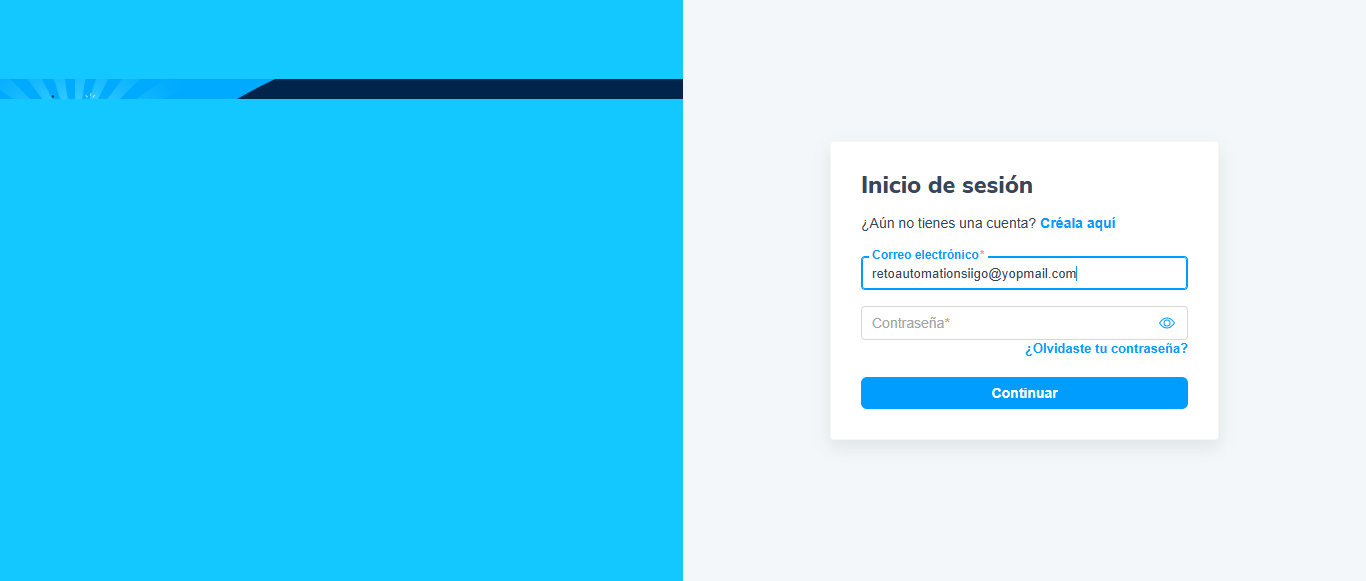 Inicio de sesión
¿Aún no tienes una cuenta? Créala aquí
Correo electrónico*
retoautomationsiigo@yopmail.com
Contraseña*
¿Olvidaste tu contraseña?
Continuar